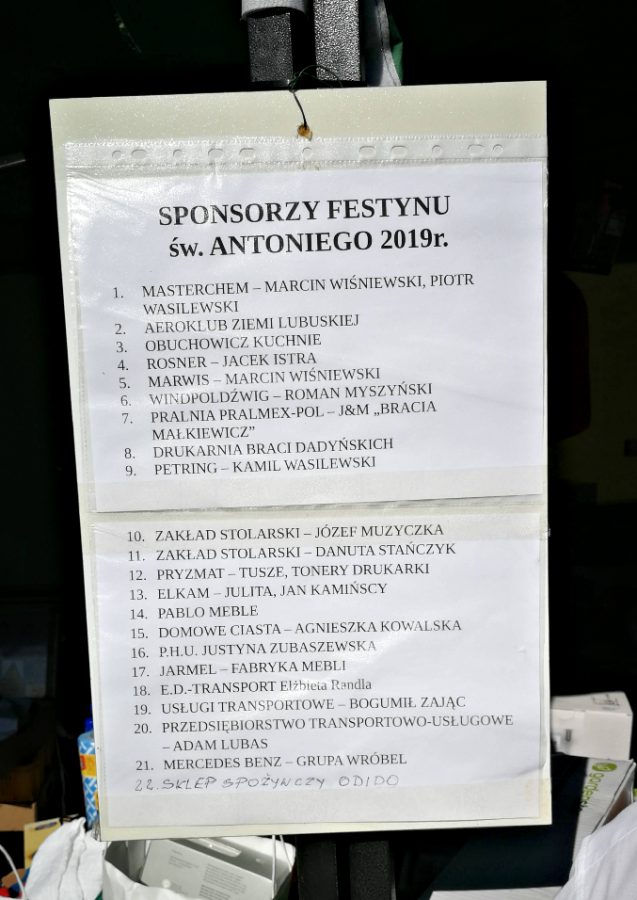 SPONSORZY FESTYNU
św. ANTONIEGO 2019r.
1. MASTERCHEM – MARCIN WIŚNIEWSKI, PIOTR
WASILEWSKI
2. AEROKLUB ZIEMI LUBUSKIEJ
3. OBUCHOWICZ KUCHNIE
4. ROSNER – JACEK ISTRA
5. MARWIS – MARCIN WIŚNIEWSKI
6. WINDPOLDŹWIG – ROMAN MYSZYŃSKI
7. PRALNIA PRALMEX-POL – J&M „BRACIA
MAŁKIEWICZ”
8. DRUKARNIA BRACI DADYŃSKICH
9. PETRING – KAMIL WASILEWSKI
10. ZAKŁAD STOLARSKI – JÓZEF MUZYCZKA
11. ZAKŁAD STOLARSKI – DANUTA STAŃCZYK
12. PRYZMAT – TUSZE, TONERY DRUKARKI
13. ELKAM – JULITA, JAN KAMIŃSCY
14. PABLO MEBLE
15. DOMOWE CIASTA – AGNIESZKA KOWALSKA
16. P.H.U. JUSTYNA ZUBASZEWSKA
17. JARMEL – FABRYKA MEBLI
18. E.D.-TRANSPORT Elżbieta Randla
19. USŁUGI TRANSPORTOWE – BOGUMIŁ ZAJĄC
20. PRZEDSIĘBIORSTWO TRANSPORTOWO-USŁUGOWE
– ADAM LUBAS
21. MERCEDES BENZ – GRUPA WRÓBEL
22. SKLEP SPOŻYWCZY ODIDO